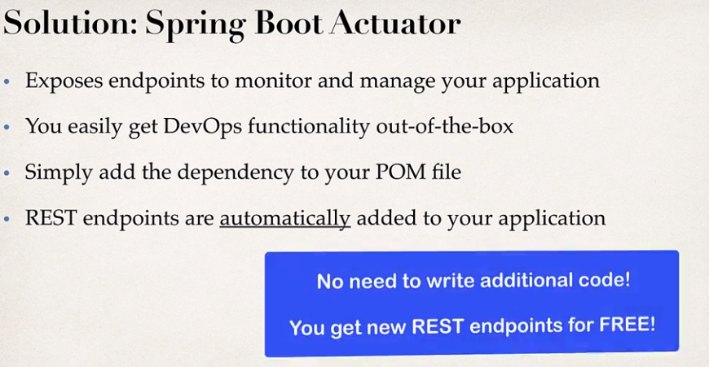 Solution: Spring Boot Actuator
• Exposes endpoints to monitor and manage your application
• You easily get DevOps functionality out-of-the-box
• Simply add the dependency to your POM file
• REST endpoints are automatically added to your application
No need to write additional code!
You get new REST endpoints for FREE!